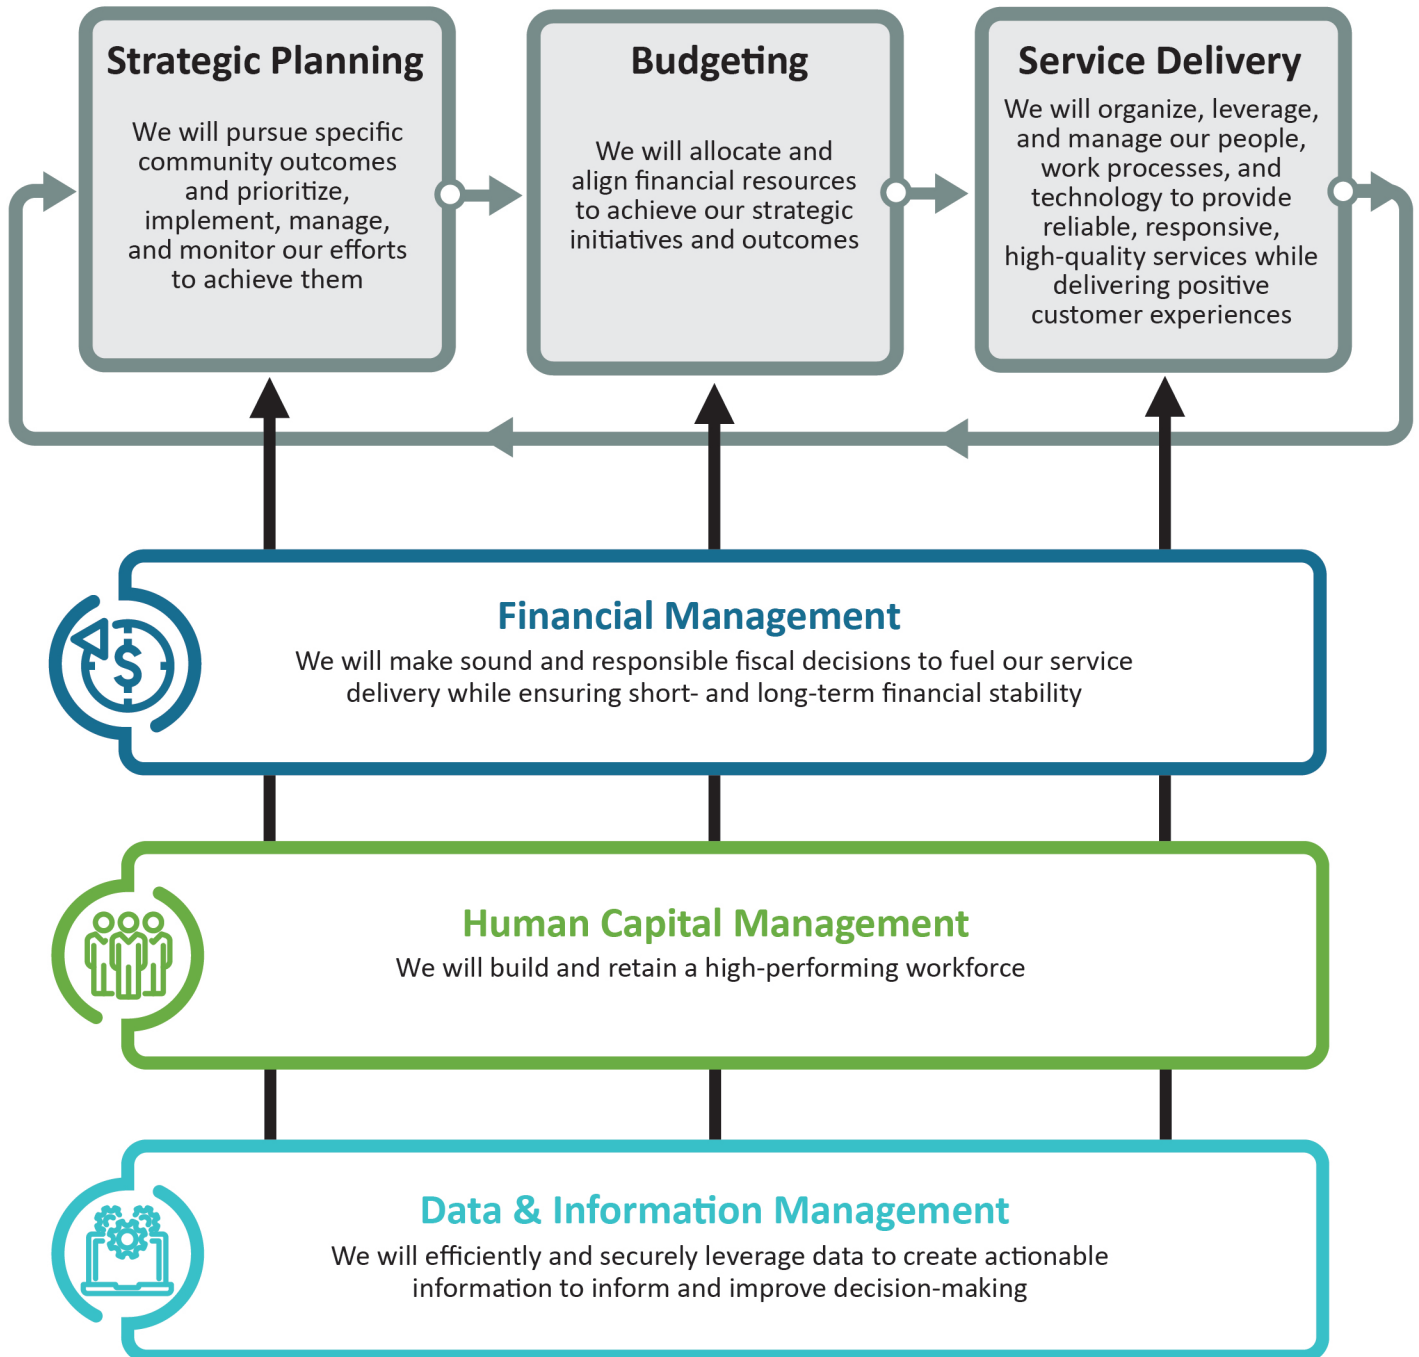 Strategic Planning
We will pursue specific
community outcomes
and prioritize,
implement, manage,
and monitor our efforts
to achieve them
Budgeting
We will allocate and
align financial resources
to achieve our strategic
initiatives and outcomes
Service Delivery
We will organize, leverage,
and manage our people,
work processes, and
technology to provide
reliable, responsive,
high-quality services while
delivering positive
customer experiences
$
Financial Management
We will make sound and responsible fiscal decisions to fuel our service
delivery while ensuring short- and long-term financial stability
Human Capital Management
We will build and retain a high-performing workforce
Data & Information Management
We will efficiently and securely leverage data to create actionable
information to inform and improve decision-making